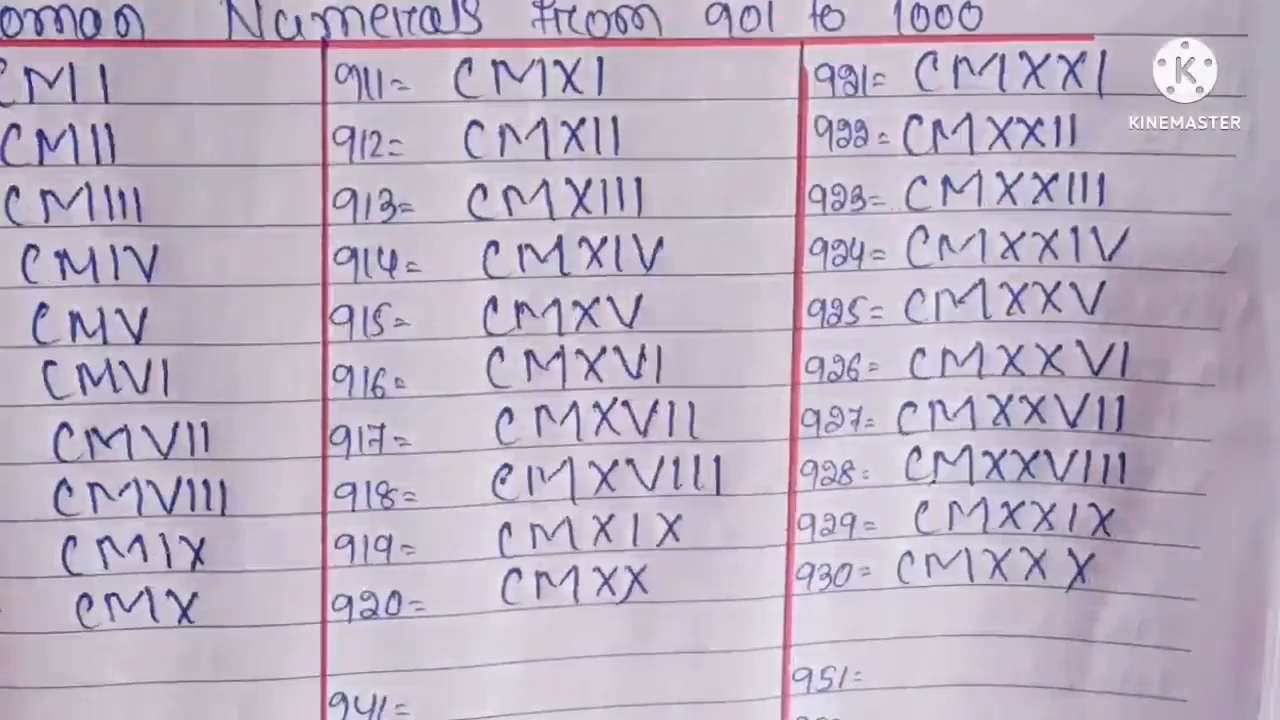 oman Numerals From 901 to 1000
CMI 911= CMXI 921= CMXXI
CMII 912= CMXII 922= CMXXII
CMIII 913= CMXIII 923= CMXXIII
CMIV 914= CMXIV 924= CMXXIV
CMV 915= CMXV 925= CMXXV
CMVI 916= CMXVI 926= CMXXVI
CMVII 917= CMXVII 927= CMXXVII
CMVIII 918= CMXVIII 928= CMXXVIII
CMIX 919= CMXIX 929= CMXXIX
CMX 920= CMXX 930= CMXXX
941= 951=
K
KINEMASTER